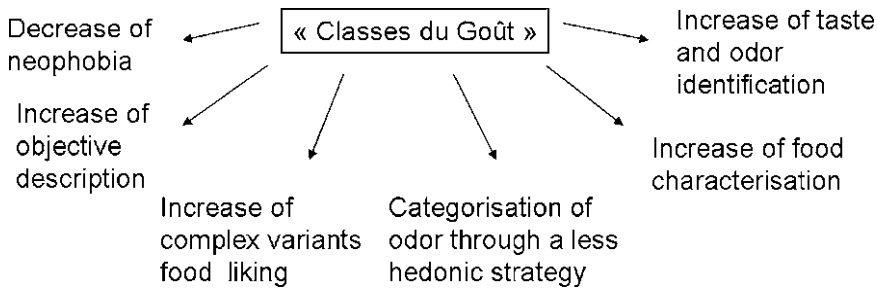 « Classes du Goût »
Decrease of
neophobia
Increase of taste
and odor
identification
Increase of
objective
description
Increase of food
characterisation
Increase of
complex variants
food liking
Categorisation of
odor through a less
hedonic strategy